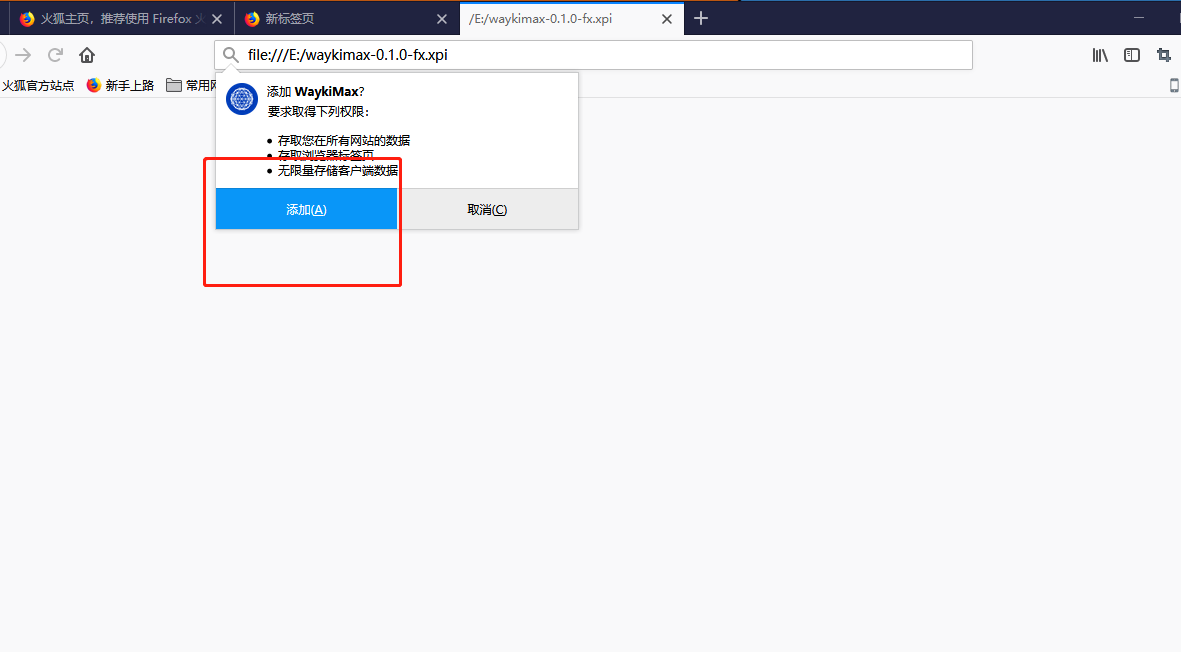 火狐主页，推荐使用 Firefox 火
新标签页
/E:/waykimax-0.1.0-fx.xpi
file:///E:/waykimax-0.1.0-fx.xpi
火狐官方站点
新手上路
常用网
添加 WaykiMax?
要求取得下列权限：
存取您在所有网站的数据
存取浏览器标签页
无限量存储客户端数据
添加(A)
取消(C)